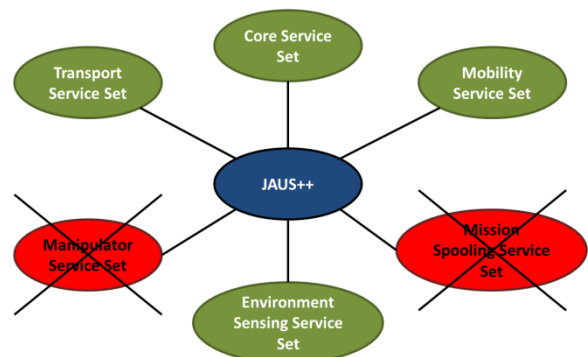 Core Service
Set
Transport
Service Set
Mobility
Service Set
JAUS++
Manipulator
Service Set
Mission
Spooling Service
Set
Environment
Sensing Service
Set